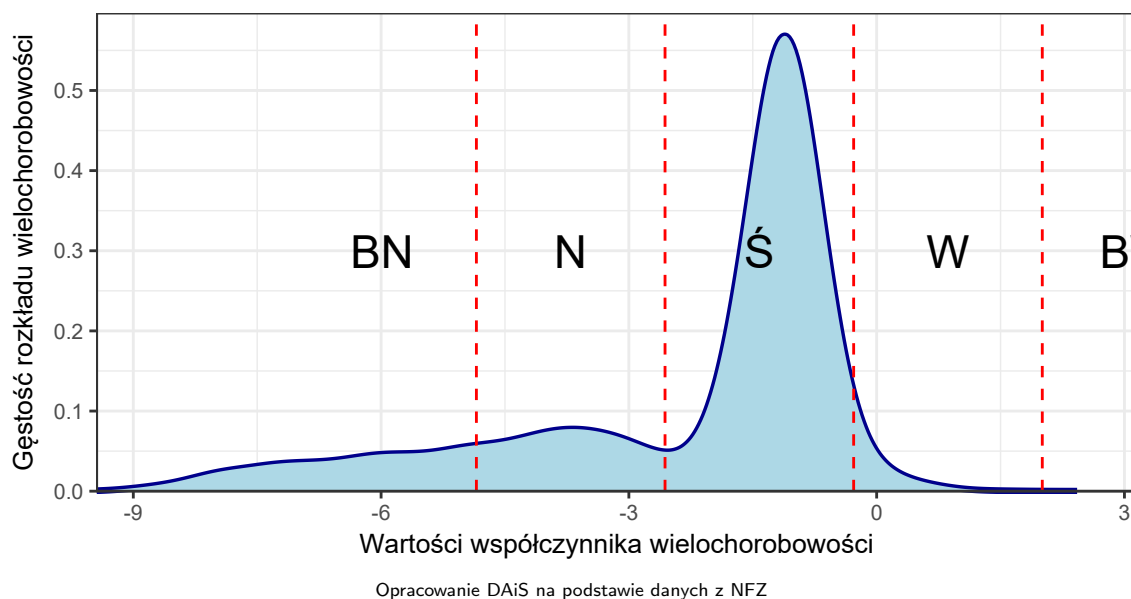 Gęstość rozkładu wielochorobowości
0.5
0.4
0.3
0.2
0.1
0.0
BN N Ś W B
-9 -6 -3 0 3
Wartości współczynnika wielochorobowości
Opracowanie DAiS na podstawie danych z NFZ